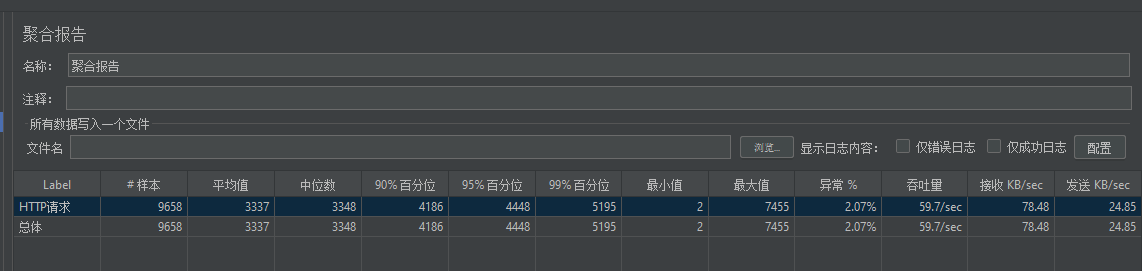 聚合报告
名称： 聚合报告
注释：
所有数据写入一个文件
文件名 浏览... 显示日志内容： 仅错误日志 仅成功日志 配置
Label # 样本 平均值 中位数 90% 百分位 95% 百分位 99% 百分位 最小值 最大值 异常 % 吞吐量 接收 KB/sec 发送 KB/sec
HTTP请求 9658 3337 3348 4186 4448 5195 2 7455 2.07% 59.7/sec 78.48 24.85
总体 9658 3337 3348 4186 4448 5195 2 7455 2.07% 59.7/sec 78.48 24.85